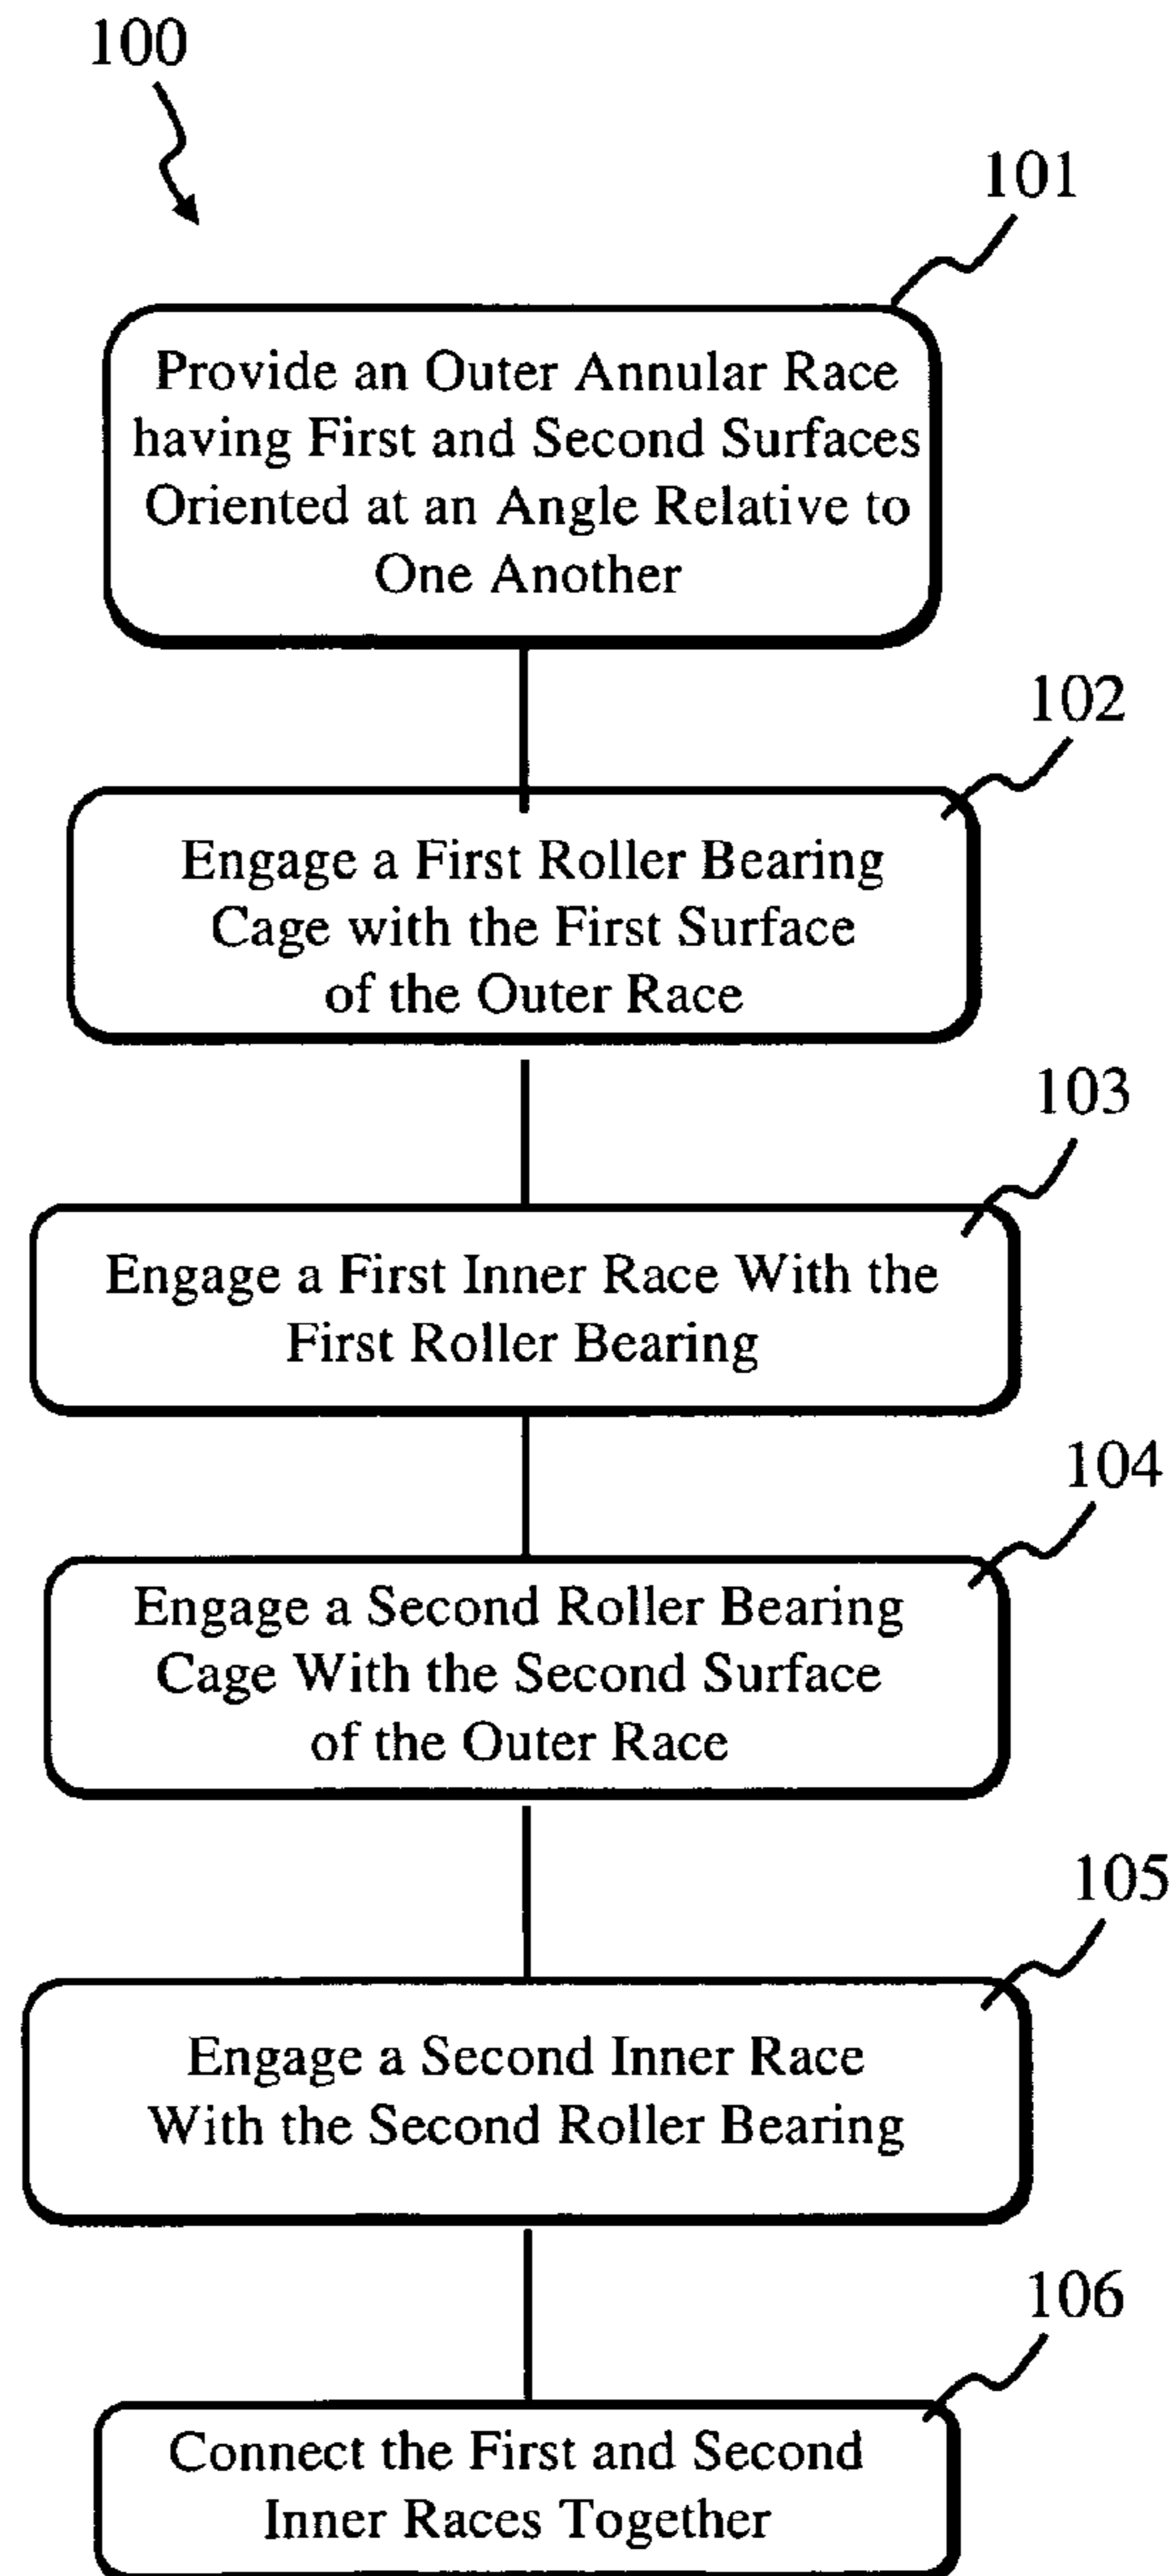 100
101
Provide an Outer Annular Race
having First and Second Surfaces
Oriented at an Angle Relative to
One Another
102
Engage a First Roller Bearing
Cage with the First Surface
of the Outer Race
103
Engage a First Inner Race With the
First Roller Bearing
104
Engage a Second Roller Bearing
Cage With the Second Surface
of the Outer Race
105
Engage a Second Inner Race
With the Second Roller Bearing
106
Connect the First and Second
Inner Races Together